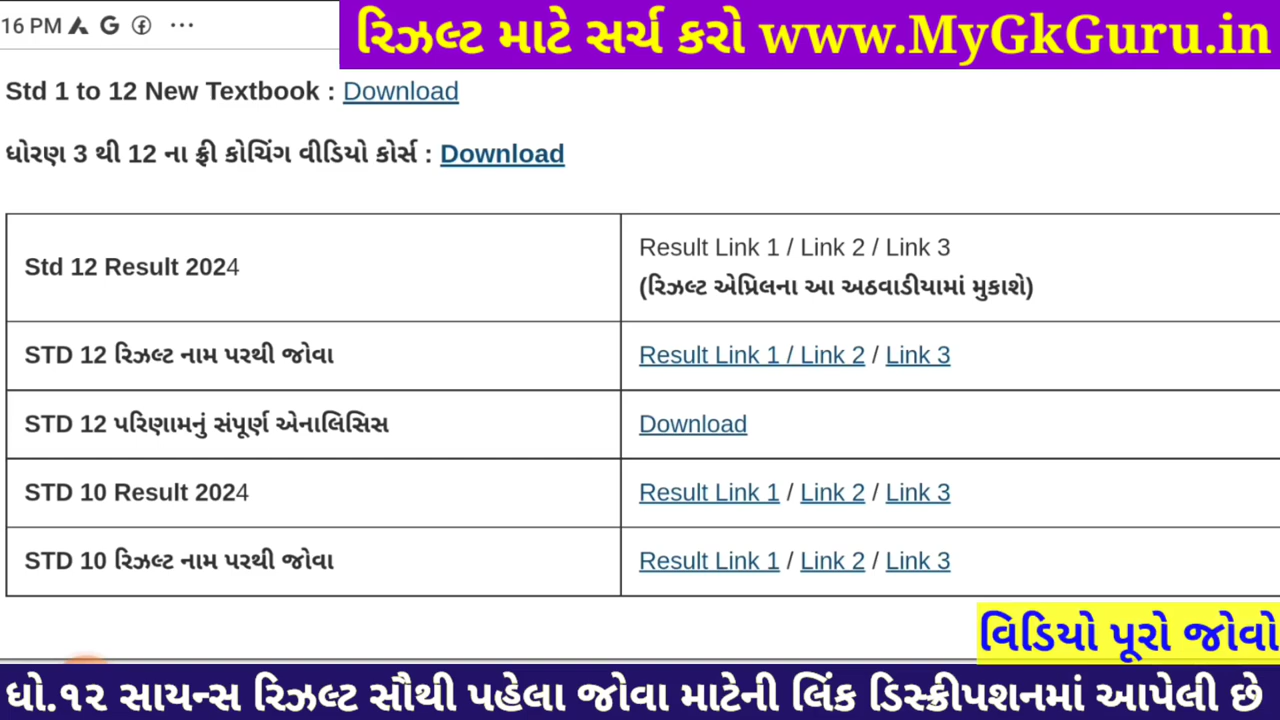 16 PM G ···
રિઝલ્ટ માટે સર્ચ કરો www.MyGkGuru.in
Std 1 to 12 New Textbook : Download
ધોરણ 3 થી 12 ના ફ્રી કોચિંગ વીડિયો કોર્સ : Download
Std 12 Result 2024
Result Link 1 / Link 2 / Link 3
(રિઝલ્ટ એપ્રિલના આ અઠવાડીયામાં મુકાશે)
STD 12 રિઝલ્ટ નામ પરથી જોવા
Result Link 1 / Link 2 / Link 3
STD 12 પરિણામનું સંપૂર્ણ એનાલિસિસ
Download
STD 10 Result 2024
Result Link 1 / Link 2 / Link 3
STD 10 રિઝલ્ટ નામ પરથી જોવા
Result Link 1 / Link 2 / Link 3
વિડિયો પૂરો જોવો
ધો.૧૨ સાયન્સ રિઝલ્ટ સૌથી પહેલા જોવા માટેની લિંક ડિસ્ક્રીપશનમાં આપેલી છે